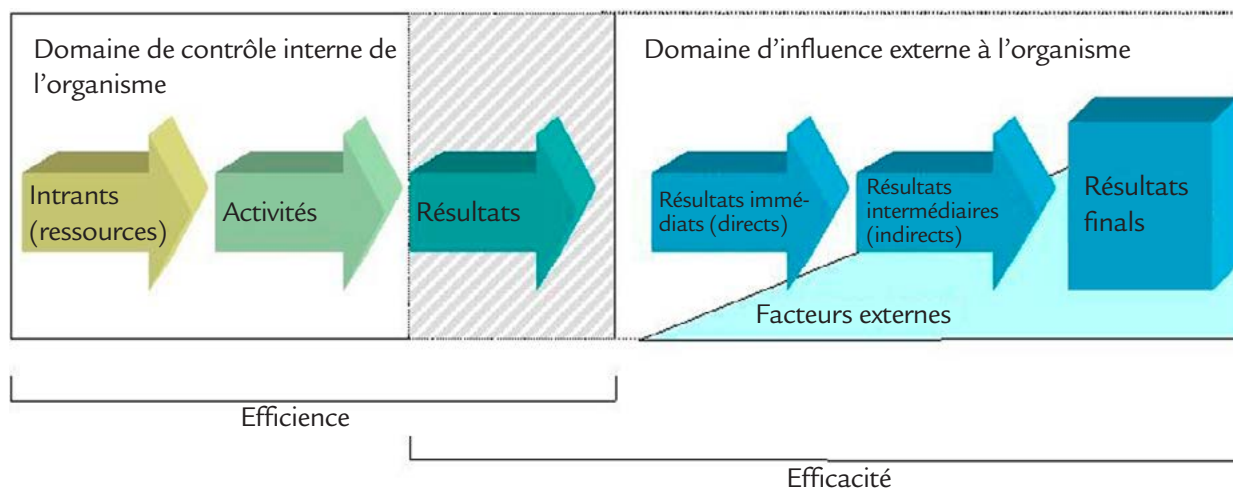 Domaine de contrôle interne de
l'organisme
Domaine d'influence externe à l'organisme
Intrants
(ressources)
Activités
Résultats
Résultats immé-
diats (directs)
Résultats
intermédiaires
(indirects)
Résultats
finals
Facteurs externes
Efficience
Efficacité